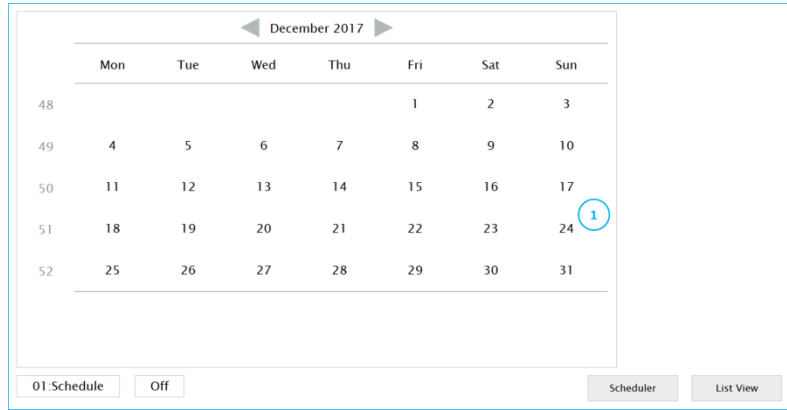 December 2017
Mon Tue Wed Thu Fri Sat Sun
48 1 2 3
49 4 5 6 7 8 9 10
50 11 12 13 14 15 16 17
1
51 18 19 20 21 22 23 24
52 25 26 27 28 29 30 31
01:Schedule Off Scheduler List View